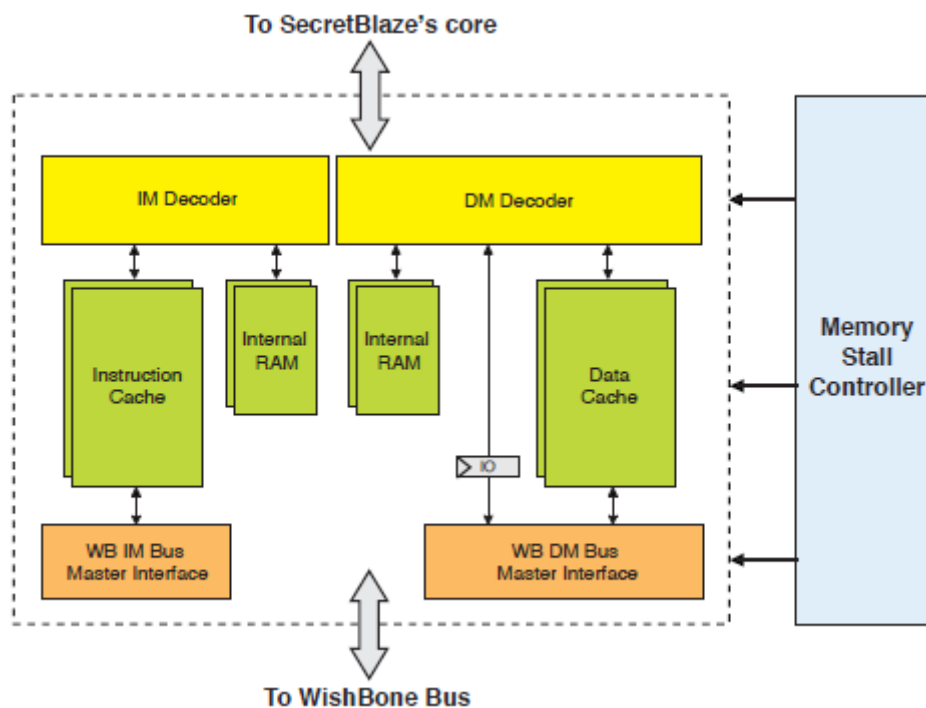 To SecretBlaze's core
IM Decoder
DM Decoder
Instruction
Cache
Internal
RAM
Internal
RAM
Data
Cache
IO
WB IM Bus
Master Interface
WB DM Bus
Master Interface
Memory
Stall
Controller
To WishBone Bus